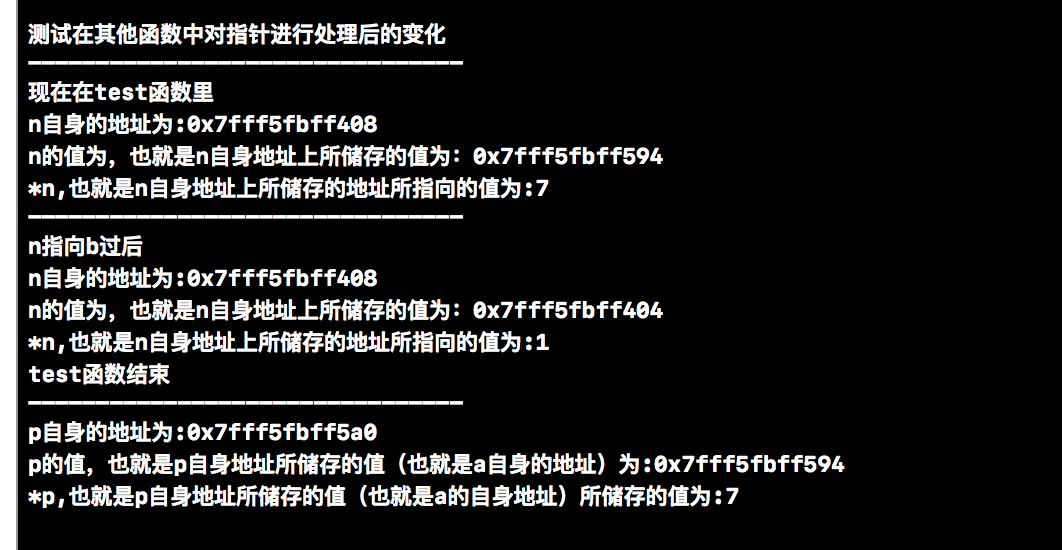 测试在其他函数中对指针进行处理后的变化
————————————————————————————————
现在在test函数里
n自身的地址为:0x7fff5fbff408
n的值为，也就是n自身地址上所储存的值为：0x7fff5fbff594
*n,也就是n自身地址上所储存的地址所指向的值为:7
————————————————————————————————
n指向b过后
n自身的地址为:0x7fff5fbff408
n的值为，也就是n自身地址上所储存的值为：0x7fff5fbff404
*n,也就是n自身地址上所储存的地址所指向的值为:1
test函数结束
————————————————————————————————
p自身的地址为:0x7fff5fbff5a0
p的值，也就是p自身地址所储存的值（也就是a自身的地址）为:0x7fff5fbff594
*p,也就是p自身地址所储存的值（也就是a的自身地址）所储存的值为:7